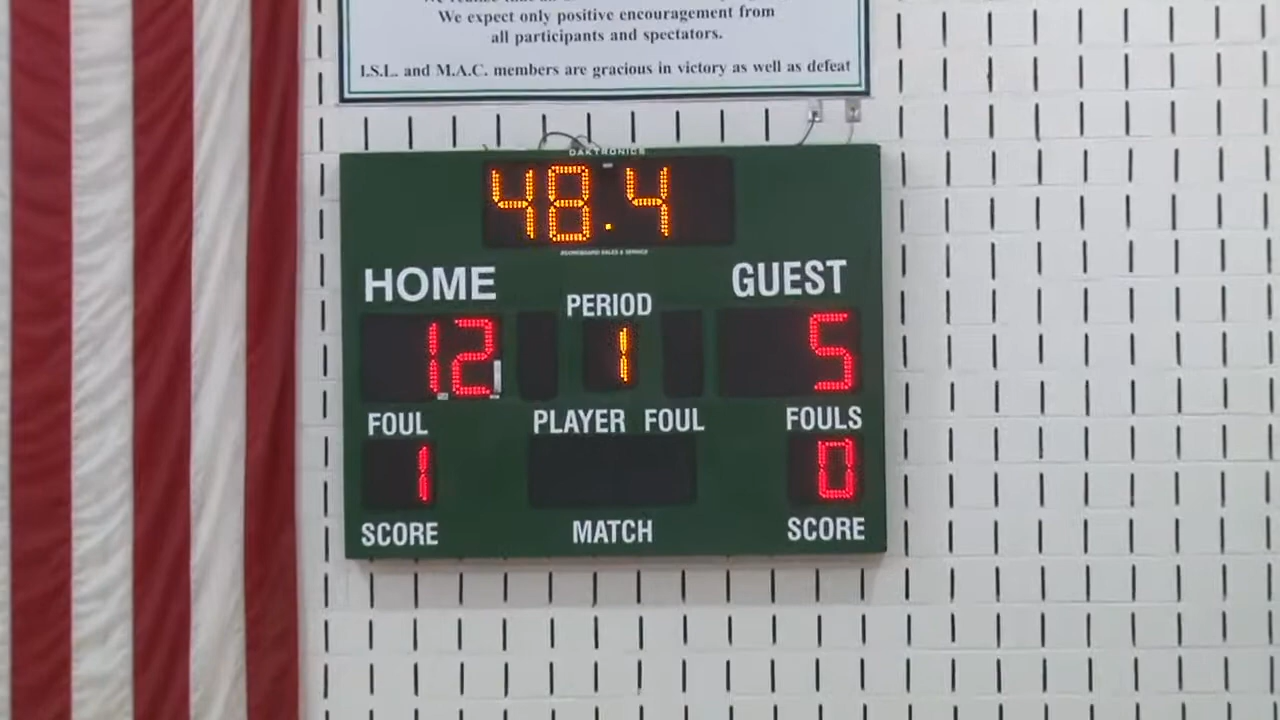 We expect only positive encouragement from
all participants and spectators.
I.S.L. and M.A.C. members are gracious in victory as well as defeat
DAKTRONICS
48.4
HOME GUEST
PERIOD
12 1 5
FOUL PLAYER FOUL FOULS
1 0
SCORE MATCH SCORE